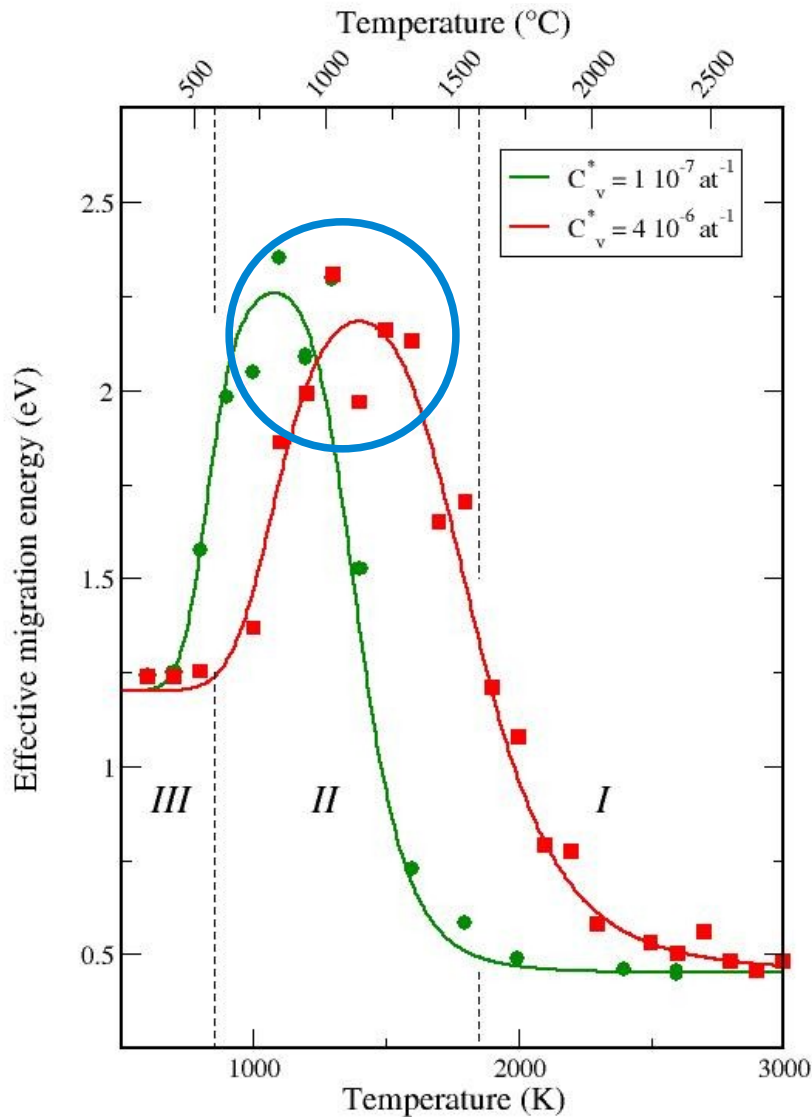 Temperature (°C)
500 1000 1500 2000 2500
C*v = 1 10-7 at-1
C*v = 4 10-6 at-1
2.5
2
1.5
1
0.5
Effective migration energy (eV)
III II I
1000 2000 3000
Temperature (K)